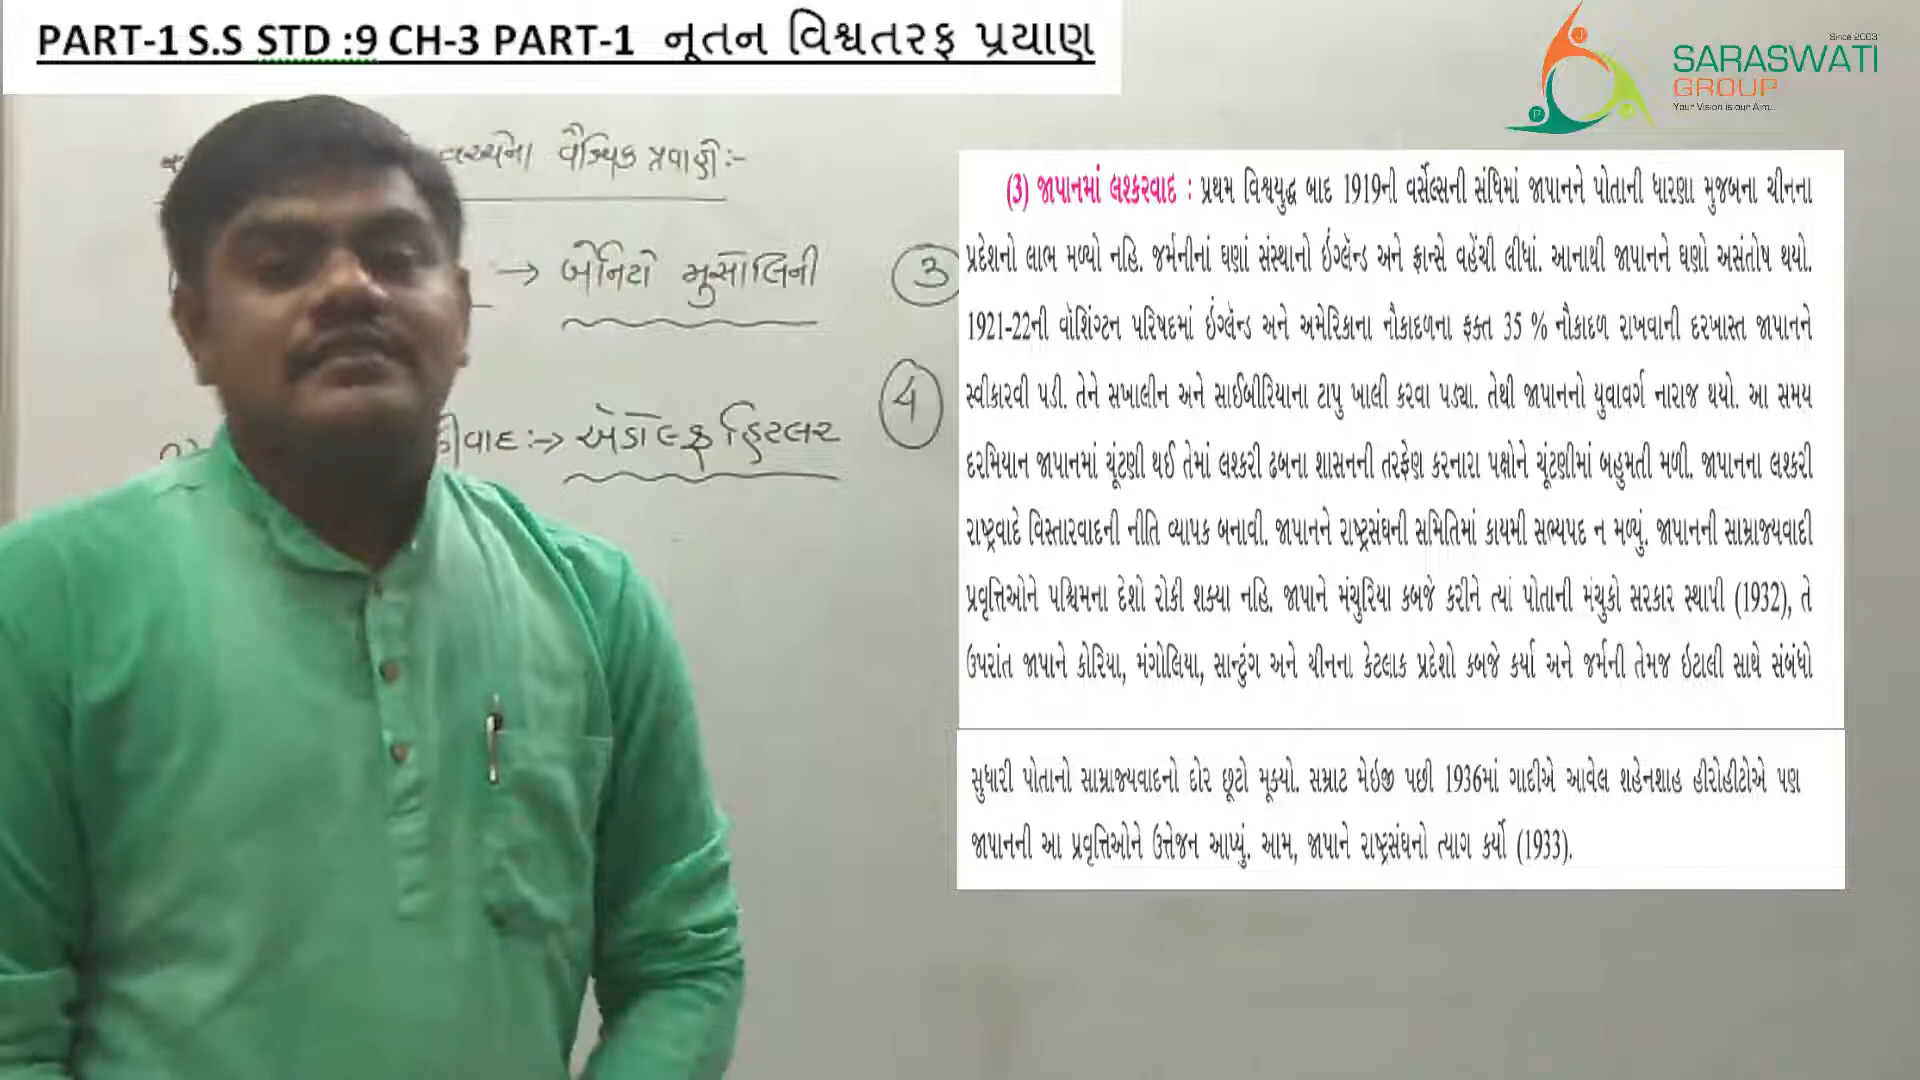 PART-1 S.S STD :9 CH-3 PART-1 નૂતન વિશ્વતરફ પ્રયાણ
Since 2003
SARASWATI
GROUP
Your Vision is our Aim...
J
P
M
વૈશ્વિક પ્રવાહો :-
→ બેનિટો મુસોલિની
વાદ :→ એડોલ્ફ હિટલર
3
4
(3) જાપાનમાં લશ્કરવાદ : પ્રથમ વિશ્વયુદ્ધ બાદ 1919ની વર્સેલ્સની સંધિમાં જાપાનને પોતાની ધારણા મુજબના ચીનના
પ્રદેશનો લાભ મળ્યો નહિ. જર્મનીનાં ઘણાં સંસ્થાનો ઇંગ્લૅન્ડ અને ફ્રાન્સે વહેંચી લીધાં. આનાથી જાપાનને ઘણો અસંતોષ થયો.
1921-22ની વૉશિંગ્ટન પરિષદમાં ઇંગ્લૅન્ડ અને અમેરિકાના નૌકાદળના ફક્ત 35 % નૌકાદળ રાખવાની દરખાસ્ત જાપાનને
સ્વીકારવી પડી. તેને સખાલીન અને સાઈબીરિયાના ટાપુ ખાલી કરવા પડ્યા. તેથી જાપાનનો યુવાવર્ગ નારાજ થયો. આ સમય
દરમિયાન જાપાનમાં ચૂંટણી થઈ તેમાં લશ્કરી ઢબના શાસનની તરફેણ કરનારા પક્ષોને ચૂંટણીમાં બહુમતી મળી. જાપાનના લશ્કરી
રાષ્ટ્રવાદે વિસ્તારવાદની નીતિ વ્યાપક બનાવી. જાપાનને રાષ્ટ્રસંઘની સમિતિમાં કાયમી સભ્યપદ ન મળ્યું. જાપાનની સામ્રાજ્યવાદી
પ્રવૃત્તિઓને પશ્ચિમના દેશો રોકી શક્યા નહિ. જાપાને મંચુરિયા કબજે કરીને ત્યાં પોતાની મંચુકો સરકાર સ્થાપી (1932), તે
ઉપરાંત જાપાને કોરિયા, મંગોલિયા, સાન્ટુંગ અને ચીનના કેટલાક પ્રદેશો કબજે કર્યા અને જર્મની તેમજ ઇટાલી સાથે સંબંધો
સુધારી પોતાનો સામ્રાજ્યવાદનો દોર છૂટો મૂક્યો. સમ્રાટ મેઇજી પછી 1936માં ગાદીએ આવેલ શહેનશાહ હીરોહીટોએ પણ
જાપાનની આ પ્રવૃત્તિઓને ઉત્તેજન આપ્યું. આમ, જાપાને રાષ્ટ્રસંઘનો ત્યાગ કર્યો (1933).